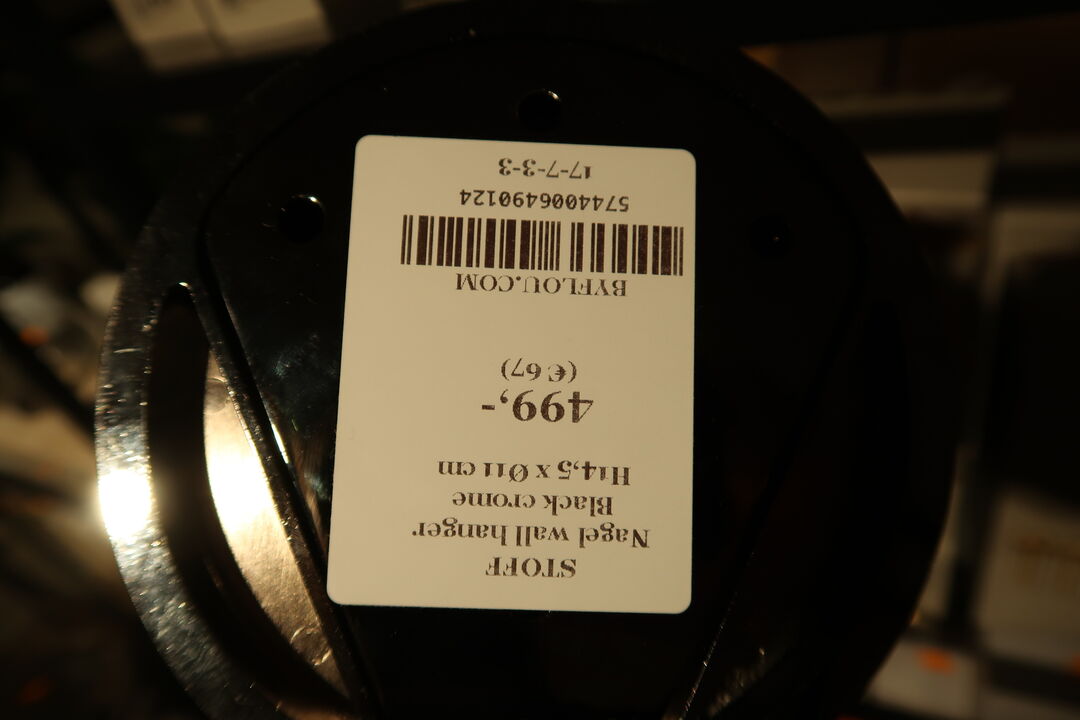 STOFF
Nagel wall hanger
Black crome
H14,5 x Ø11 cm
499,-
(€ 67)
BYFLOU.COM
5744006490124
17-7-3-3